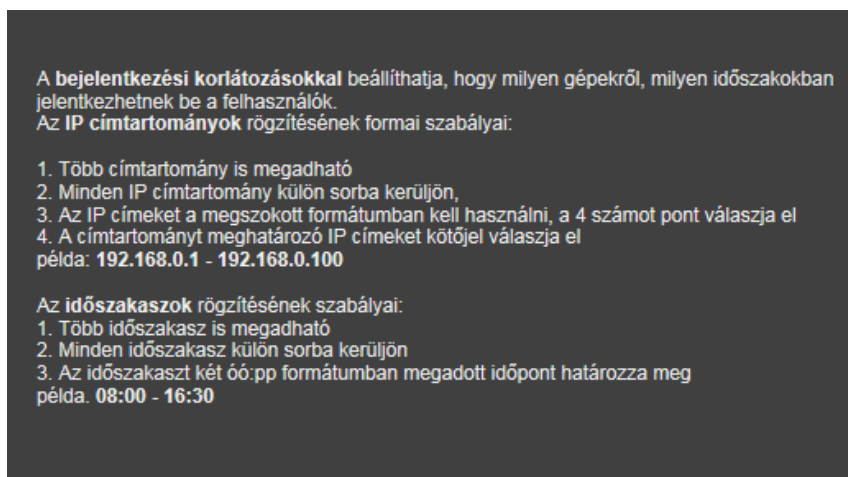 A bejelentkezési korlátozásokkal beállíthatja, hogy milyen gépekről, milyen időszakokban
jelentkezhetnek be a felhasználók.
Az IP címtartományok rögzítésének formai szabályai:
1. Több címtartomány is megadható
2. Minden IP címtartomány külön sorba kerüljön,
3. Az IP címeket a megszokott formátumban kell használni, a 4 számot pont válaszja el
4. A címtartományt meghatározó IP címeket kötőjel válaszja el
példa: 192.168.0.1 - 192.168.0.100
Az időszakaszok rögzítésének szabályai:
1. Több időszakasz is megadható
2. Minden időszakasz külön sorba kerüljön
3. Az időszakaszt két óó:pp formátumban megadott időpont határozza meg
példa. 08:00 - 16:30